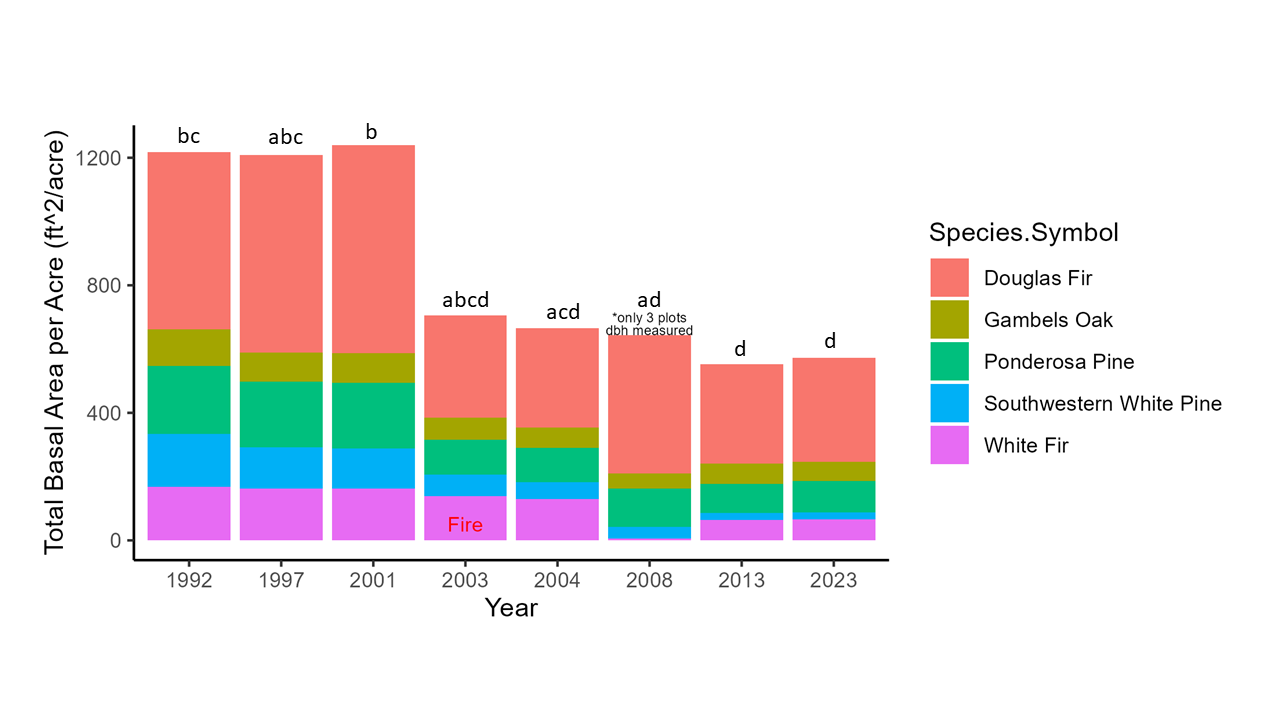 bc
abc
b
abcd
acd
ad
*only 3 plots
dbh measured
d
d
Total Basal Area per Acre (ft^2/acre)
1200
800
400
0
Fire
1992 1997 2001 2003 2004 2008 2013 2023
Year
Species.Symbol
Douglas Fir
Gambels Oak
Ponderosa Pine
Southwestern White Pine
White Fir